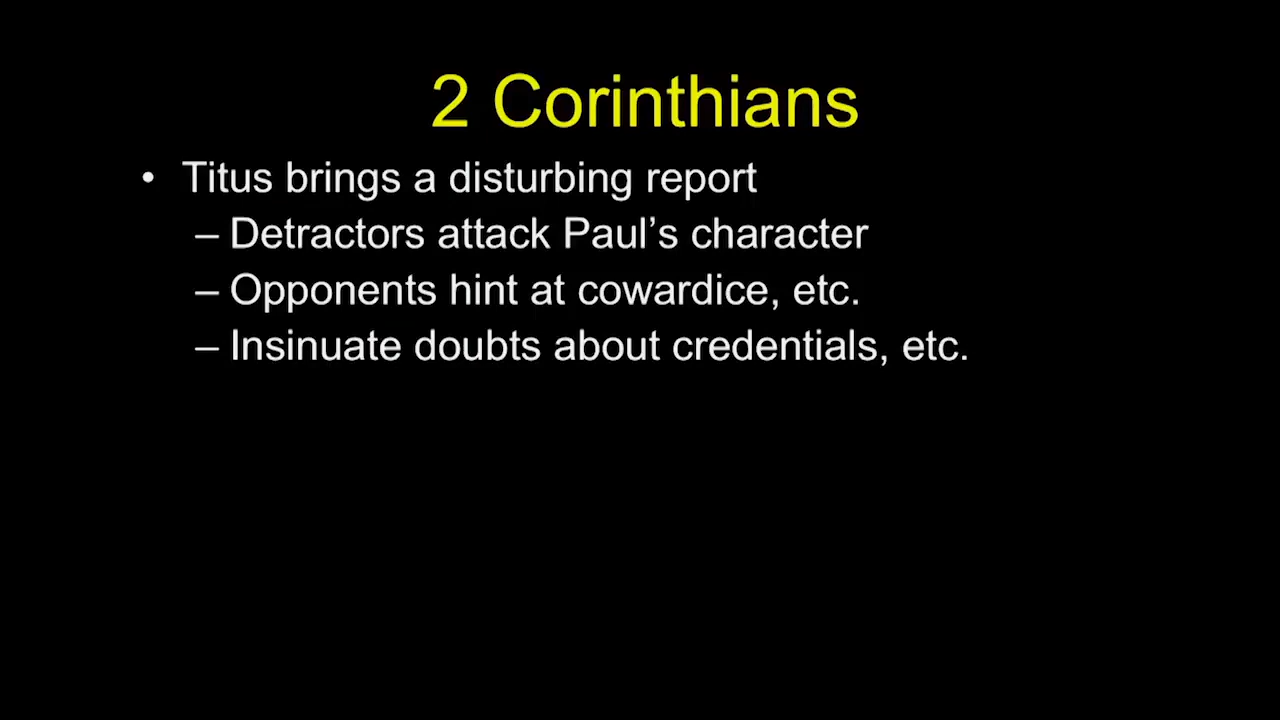 2 Corinthians
• Titus brings a disturbing report
– Detractors attack Paul’s character
– Opponents hint at cowardice, etc.
– Insinuate doubts about credentials, etc.